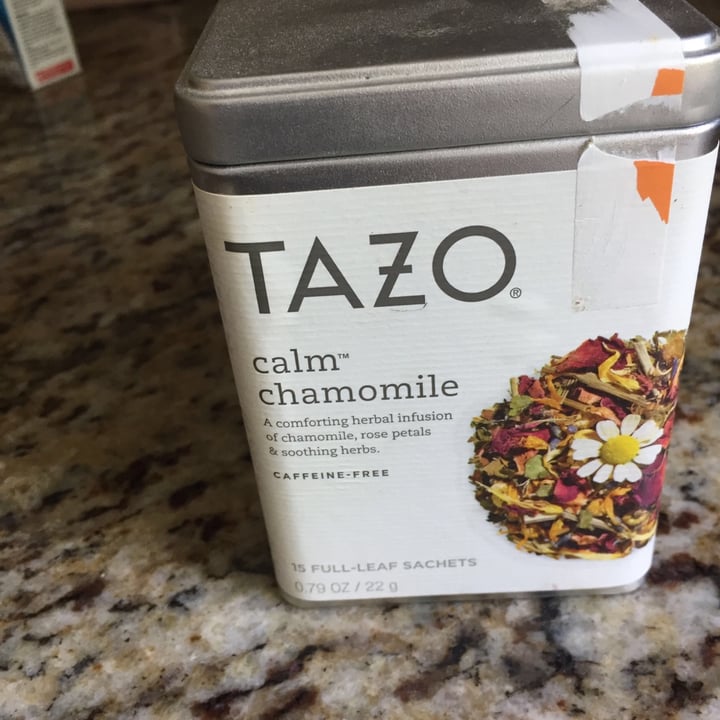 TAZO®
calm™
chamomile
A comforting herbal infusion
of chamomile, rose petals
& soothing herbs.
CAFFEINE-FREE
15 FULL-LEAF SACHETS
0.79 OZ / 22 g